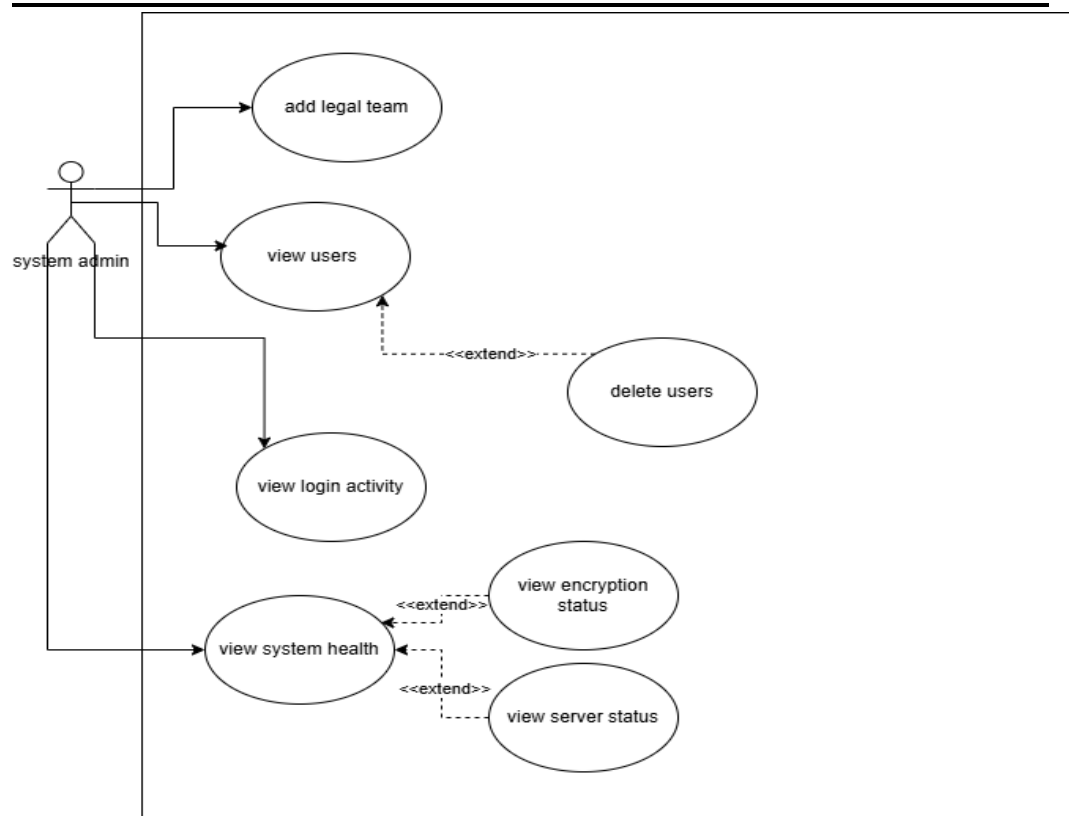 add legal team
system admin
view users
<<extend>>
delete users
view login activity
view encryption
status
<<extend>>
view system health
<<extend>>
view server status